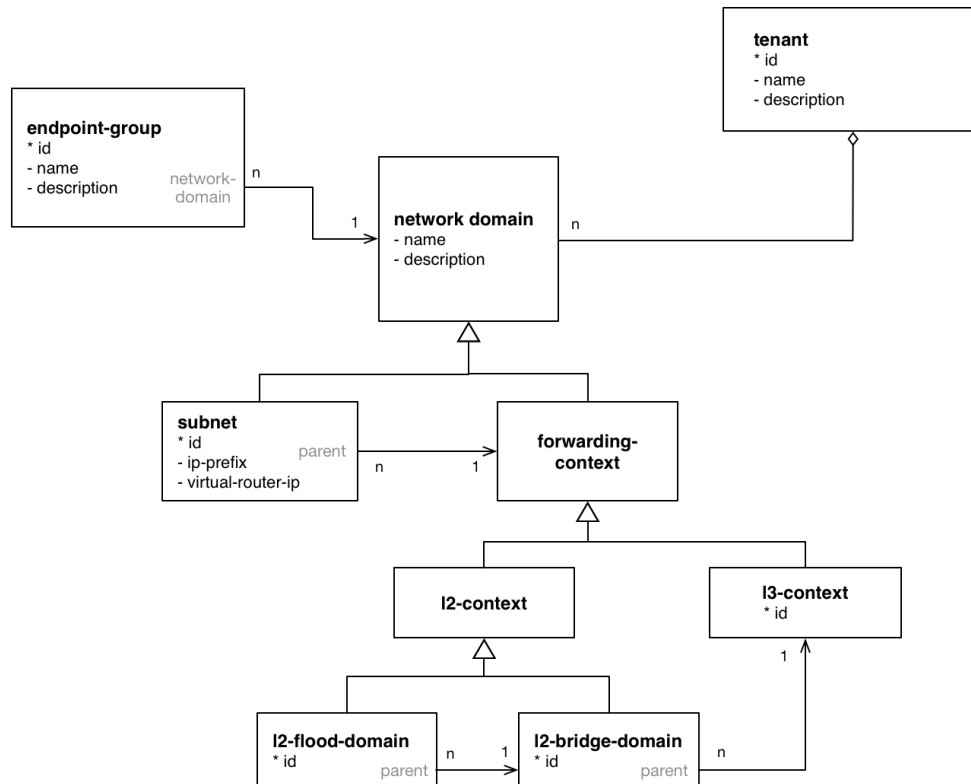 tenant
* id
- name
- description
endpoint-group
* id
- name
- description
network-
domain
n
1
network domain
- name
- description
n
subnet
* id
- ip-prefix
- virtual-router-ip
parent
n
1
forwarding-
context
l2-context
l3-context
* id
1
l2-flood-domain
* id
parent
n
1
l2-bridge-domain
* id
parent
n